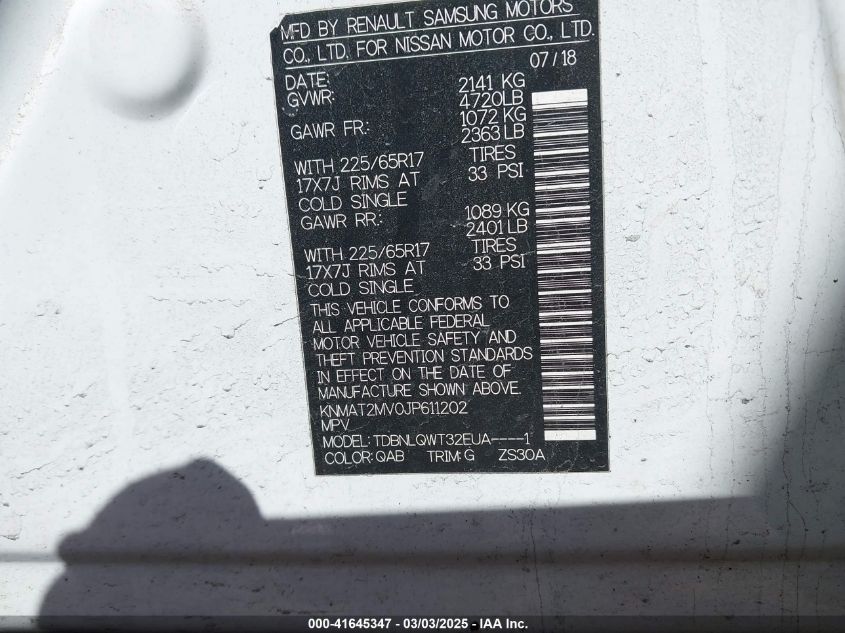 MFD BY RENAULT SAMSUNG MOTORS
CO., LTD. FOR NISSAN MOTOR CO., LTD.
07/18
DATE: 2141 KG
GVWR: 4720LB
1072 KG
GAWR FR.: 2363 LB
WITH 225/65R17 TIRES
17X7J RIMS AT 33 PSI
COLD SINGLE
GAWR RR.: 1089 KG
2401 LB
WITH 225/65R17 TIRES
17X7J RIMS AT 33 PSI
COLD SINGLE
THIS VEHICLE CONFORMS TO
ALL APPLICABLE FEDERAL
MOTOR VEHICLE SAFETY AND
THEFT PREVENTION STANDARDS
IN EFFECT ON THE DATE OF
MANUFACTURE SHOWN ABOVE.
KNMAT2MV0JP611202
MPV
MODEL: TDBNLQWT32EUA----1
COLOR: QAB TRIM: G ZS30A
000-41645347 - 03/03/2025 - IAA Inc.